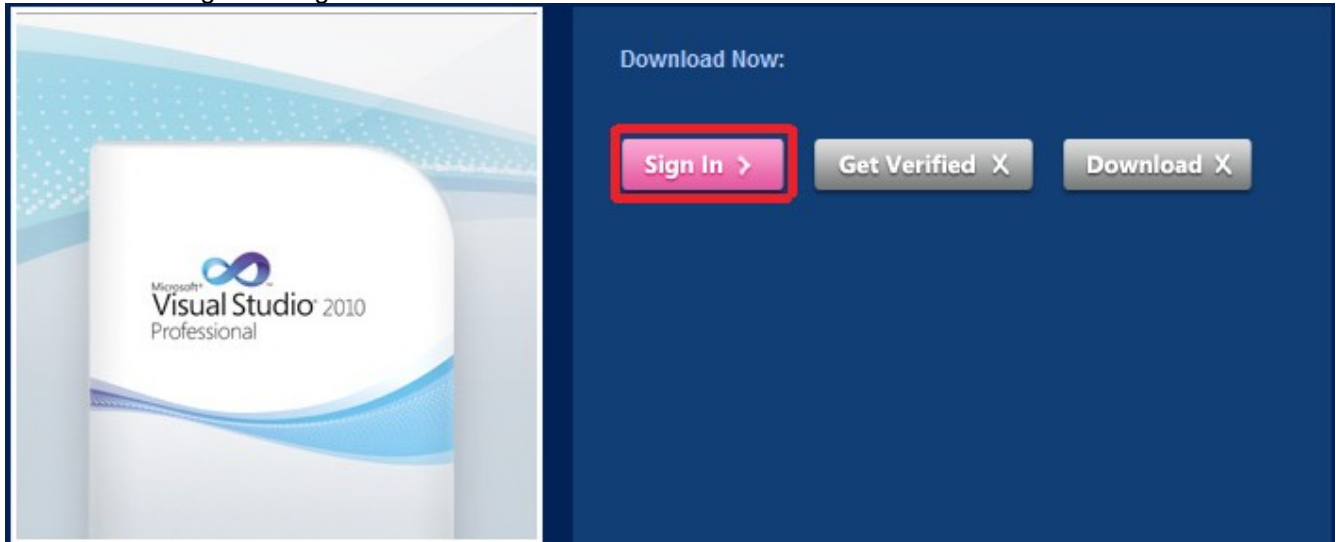 Download Now:
Sign In >
Get Verified X
Download X
Microsoft®
Visual Studio® 2010
Professional